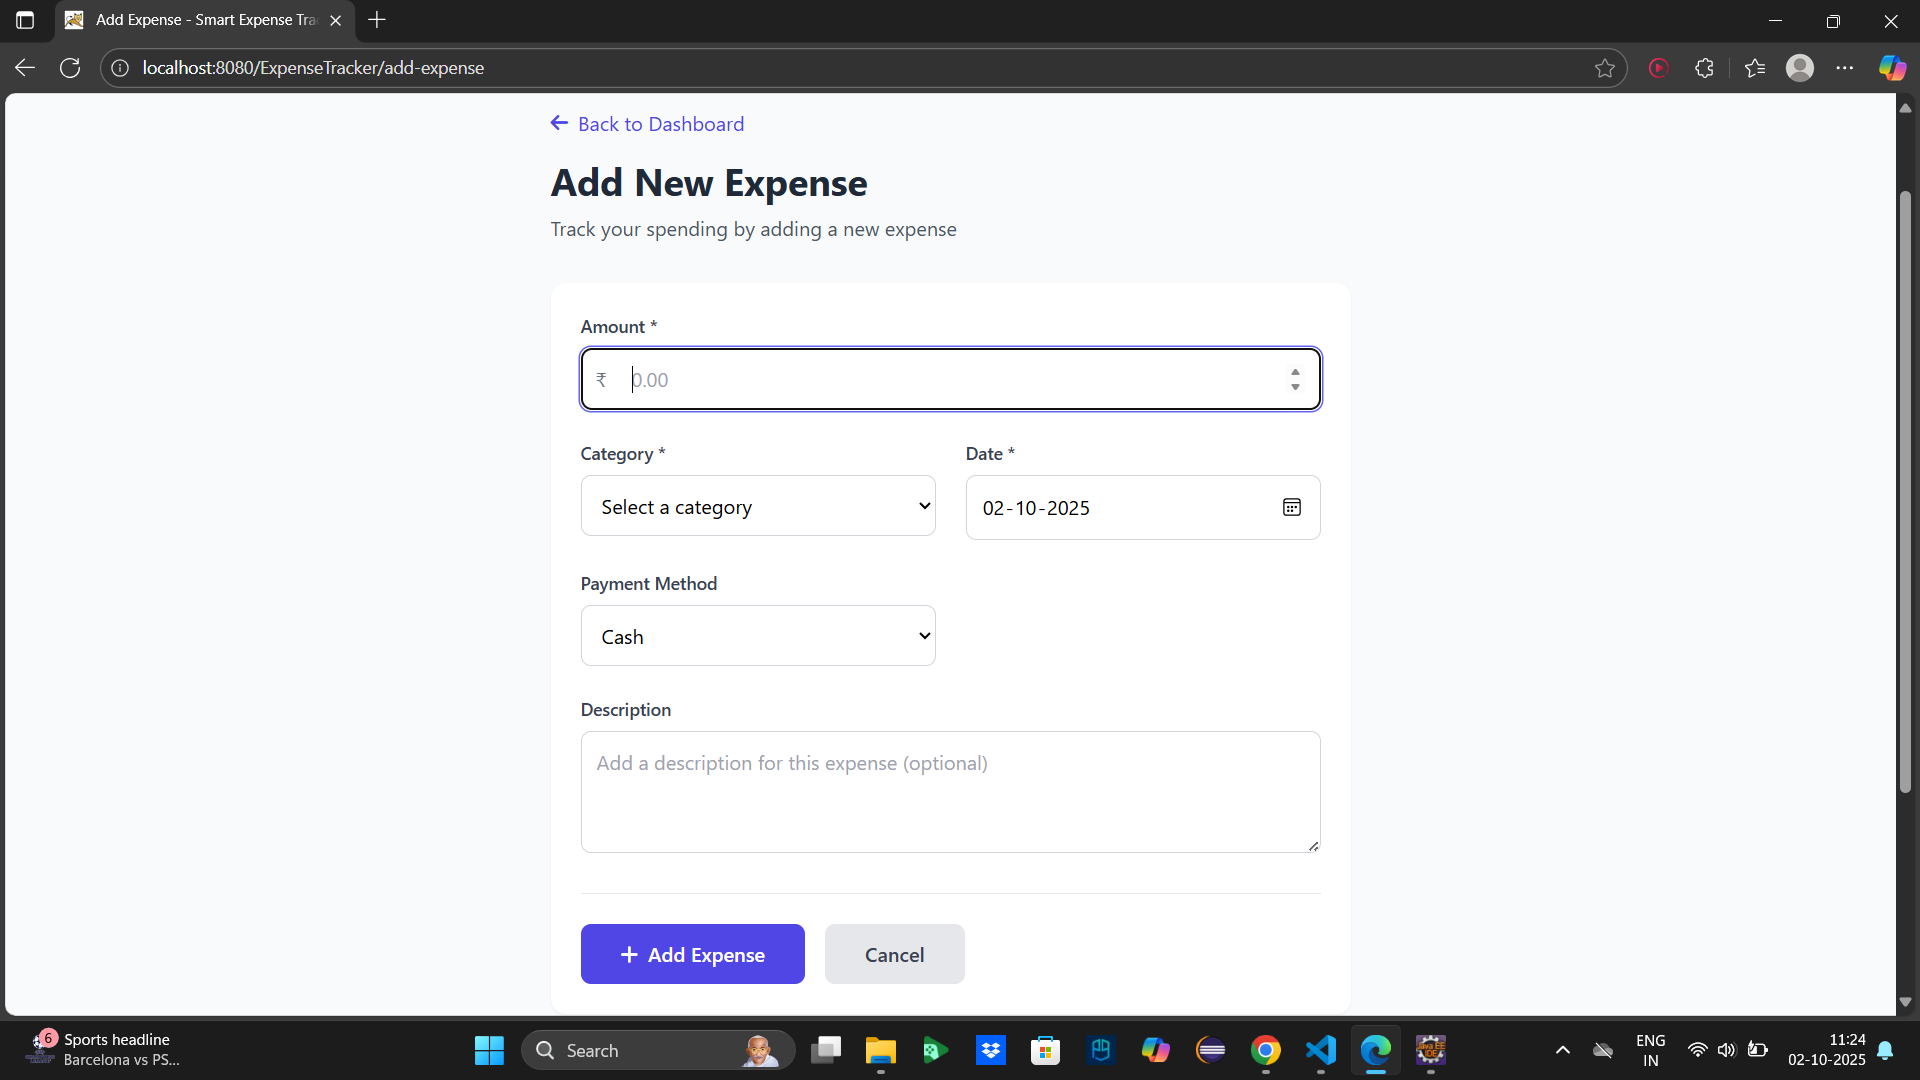 Add Expense - Smart Expense Tra
localhost:8080/ExpenseTracker/add-expense
Back to Dashboard
Add New Expense
Track your spending by adding a new expense
Amount *
₹ 0.00
Category * Date *
Select a category 02-10-2025
Payment Method
Cash
Description
Add a description for this expense (optional)
+ Add Expense Cancel
6 Sports headline
Barcelona vs PS...
Search
ENG
IN
11:24
02-10-2025